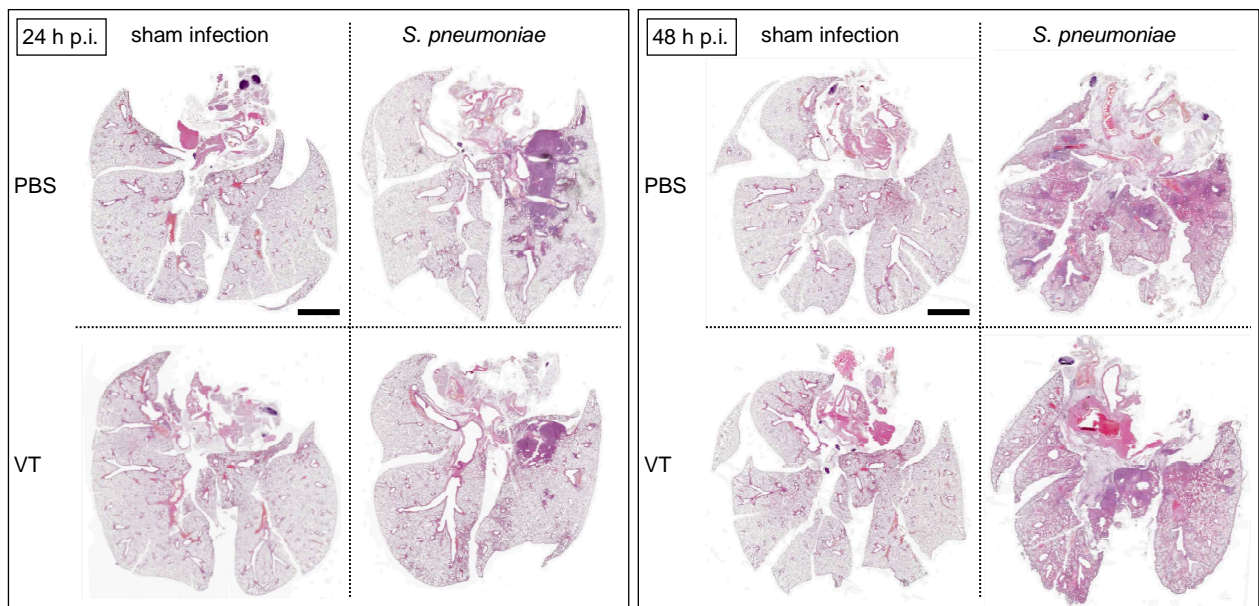 24 h p.i. sham infection S. pneumoniae
PBS
VT
48 h p.i. sham infection S. pneumoniae
PBS
VT